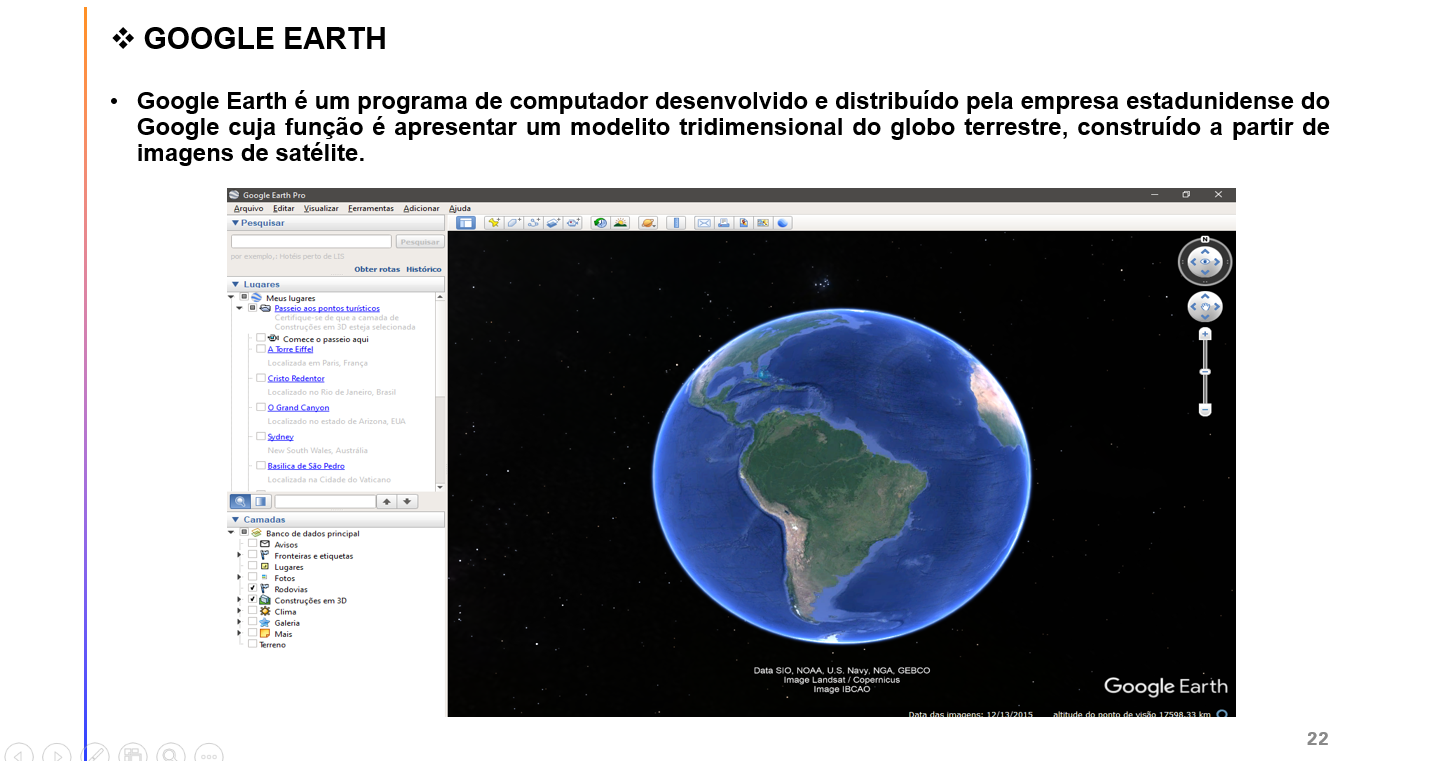 ❖ GOOGLE EARTH
• Google Earth é um programa de computador desenvolvido e distribuído pela empresa estadunidense do
Google cuja função é apresentar um modelito tridimensional do globo terrestre, construído a partir de
imagens de satélite.
Google Earth Pro
Arquivo Editar Visualizar Ferramentas Adicionar Ajuda
Pesquisar
Pesquisar
por exemplo,: Hotéis perto de LIS
Obter rotas Histórico
Lugares
Meus lugares
Passeio aos pontos turísticos
Certifique-se de que a camada de
Construções em 3D esteja selecionada
Comece o passeio aqui
A Torre Eiffel
Localizada em Paris, França
Cristo Redentor
Localizado no Rio de Janeiro, Brasil
O Grand Canyon
Localizado no estado de Arizona, EUA
Sydney
New South Wales, Austrália
Basílica de São Pedro
Localizada na Cidade do Vaticano
Camadas
Banco de dados principal
Avisos
Fronteiras e etiquetas
Lugares
Fotos
Rodovias
Construções em 3D
Clima
Galeria
Mais
Terreno
N
Data SIO, NOAA, U.S. Navy, NGA, GEBCO
Image Landsat / Copernicus
Image IBCAO
Google Earth
Data das imagens: 12/13/2015 altitude do ponto de visão 17598.33 km
22